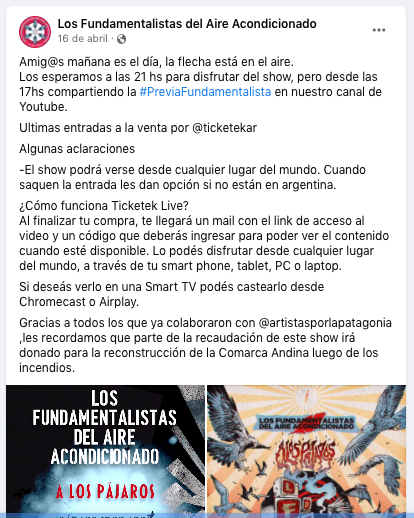 Los Fundamentalistas del Aire Acondicionado
16 de abril ·
Amig@s mañana es el día, la flecha está en el aire.
Los esperamos a las 21 hs para disfrutar del show, pero desde las
17hs compartiendo la #PreviaFundamentalista en nuestro canal de
Youtube.
Ultimas entradas a la venta por @ticketekar
Algunas aclaraciones
-El show podrá verse desde cualquier lugar del mundo. Cuando
saquen la entrada les dan opción si no están en argentina.
¿Cómo funciona Ticketek Live?
Al finalizar tu compra, te llegará un mail con el link de acceso al
video y un código que deberás ingresar para poder ver el contenido
cuando esté disponible. Lo podés disfrutar desde cualquier lugar
del mundo, a través de tu smart phone, tablet, PC o laptop.
Si deseás verlo en una Smart TV podés castearlo desde
Chromecast o Airplay.
Gracias a todos los que ya colaboraron con @artistasporlapatagonia
,les recordamos que parte de la recaudación de este show irá
donado para la reconstrucción de la Comarca Andina luego de los
incendios.
LOS
FUNDAMENTALISTAS
DEL AIRE
ACONDICIONADO
A LOS PÁJAROS
LOS FUNDAMENTALISTAS
DEL AIRE ACONDICIONADO
A LOS PÁJAROS